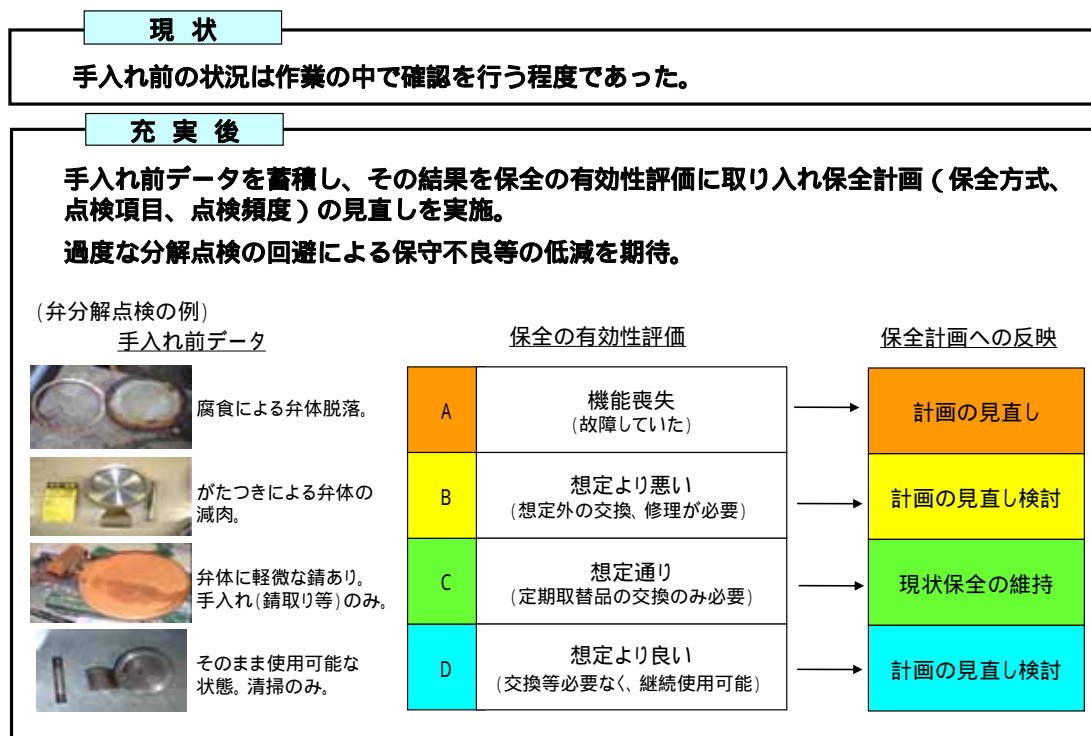 現 状
手入れ前の状況は作業の中で確認を行う程度であった。
充 実 後
手入れ前データを蓄積し、その結果を保全の有効性評価に取り入れ保全計画(保全方式、
点検項目、点検頻度)の見直しを実施。
過度な分解点検の回避による保守不良等の低減を期待。
(弁分解点検の例)
手入れ前データ
保全の有効性評価
保全計画への反映
腐食による弁体脱落。
A
機能喪失
(故障していた)
計画の見直し
がたつきによる弁体の
減肉。
B
想定より悪い
(想定外の交換、修理が必要)
計画の見直し検討
弁体に軽微な錆あり。
手入れ(錆取り等)のみ。
C
想定通り
(定期取替品の交換のみ必要)
現状保全の維持
そのまま使用可能な
状態。清掃のみ。
D
想定より良い
(交換等必要なく、継続使用可能)
計画の見直し検討